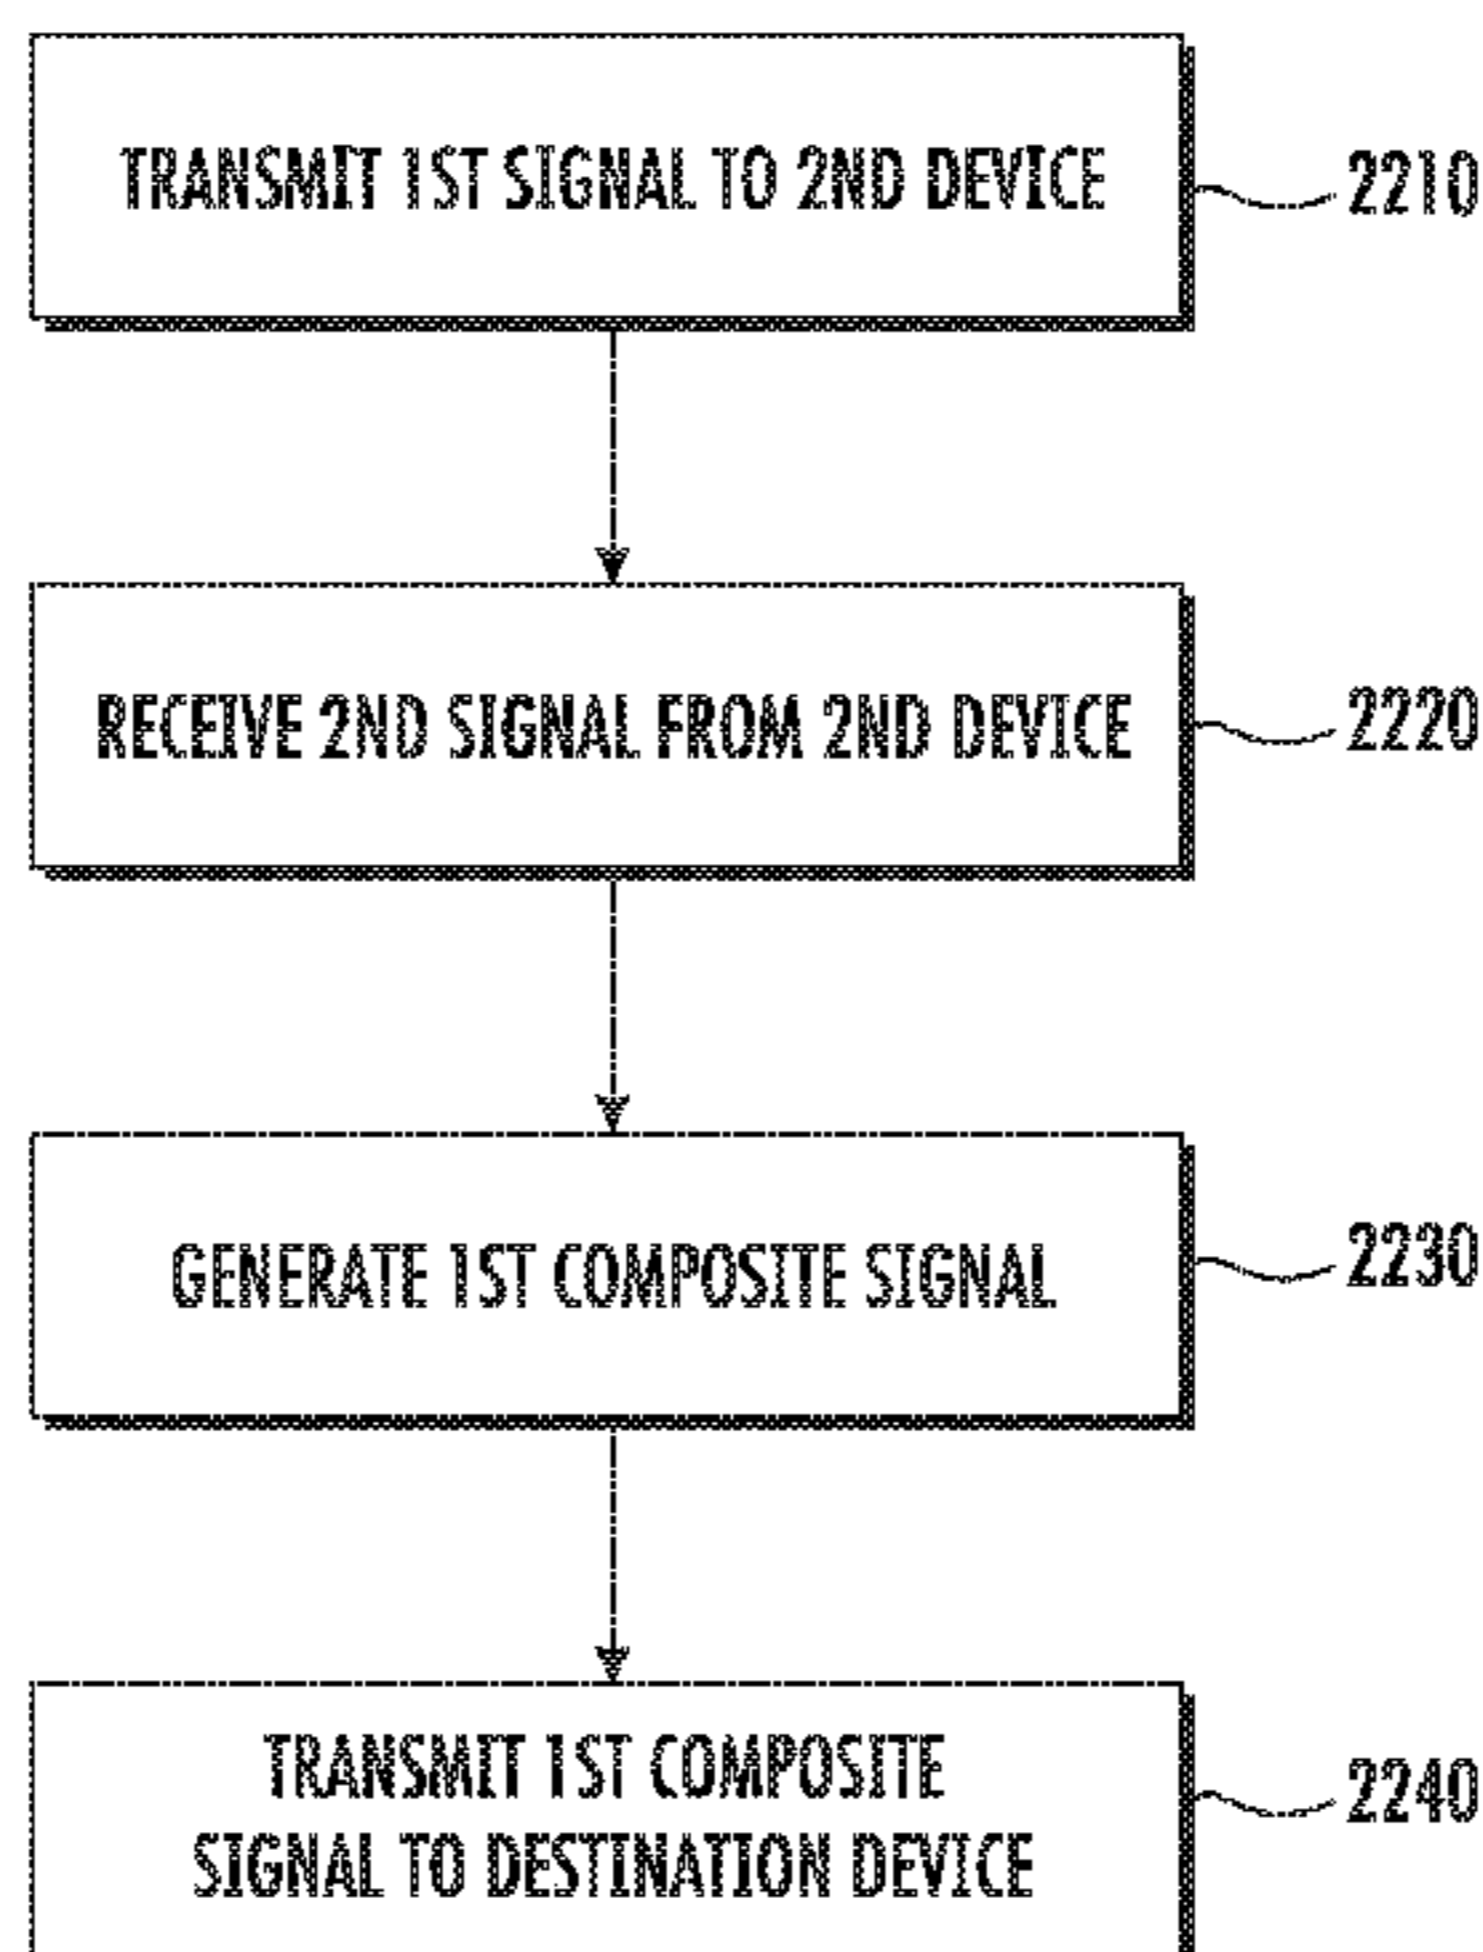 TRANSMIT 1ST SIGNAL TO 2ND DEVICE
2210
RECEIVE 2ND SIGNAL FROM 2ND DEVICE
2220
GENERATE 1ST COMPOSITE SIGNAL
2230
TRANSMIT 1ST COMPOSITE
SIGNAL TO DESTINATION DEVICE
2240